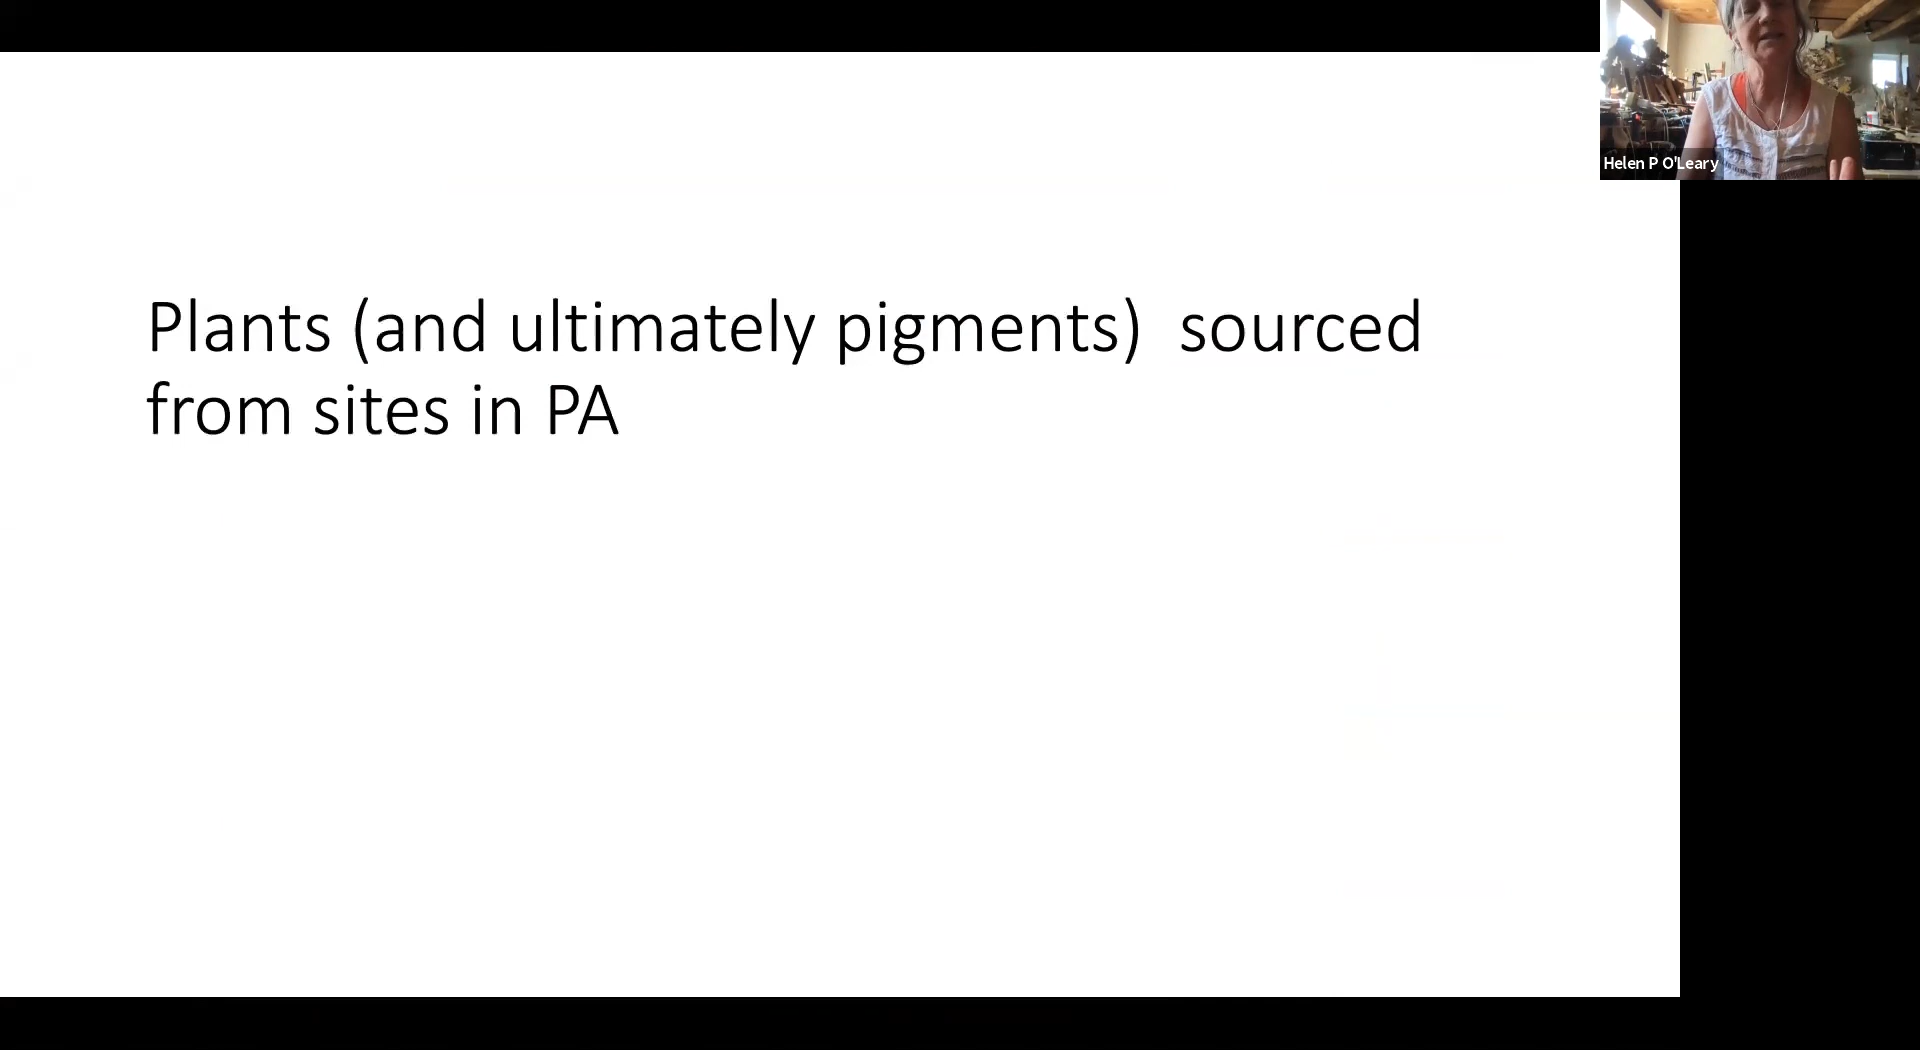 Helen P O'Leary
Plants (and ultimately pigments)  sourced
from sites in PA